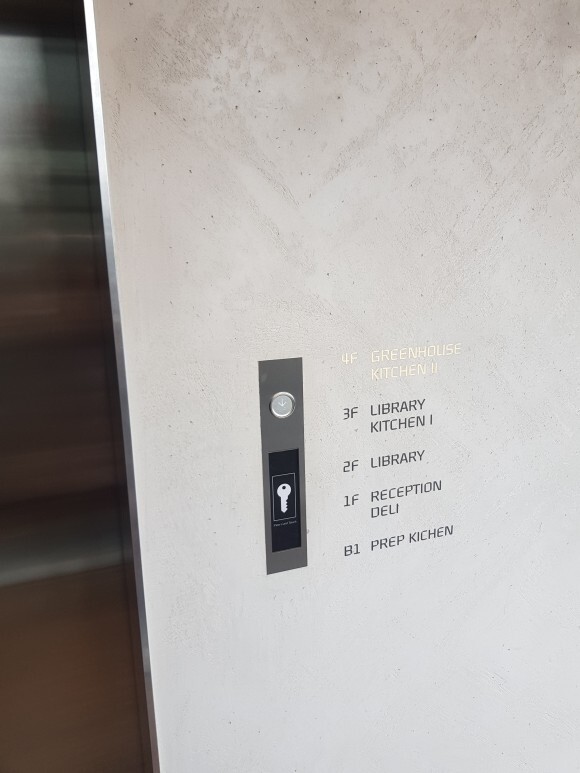 4F GREENHOUSE
KITCHEN II
3F LIBRARY
KITCHEN I
2F LIBRARY
1F RECEPTION
DELI
B1 PREP KICHEN